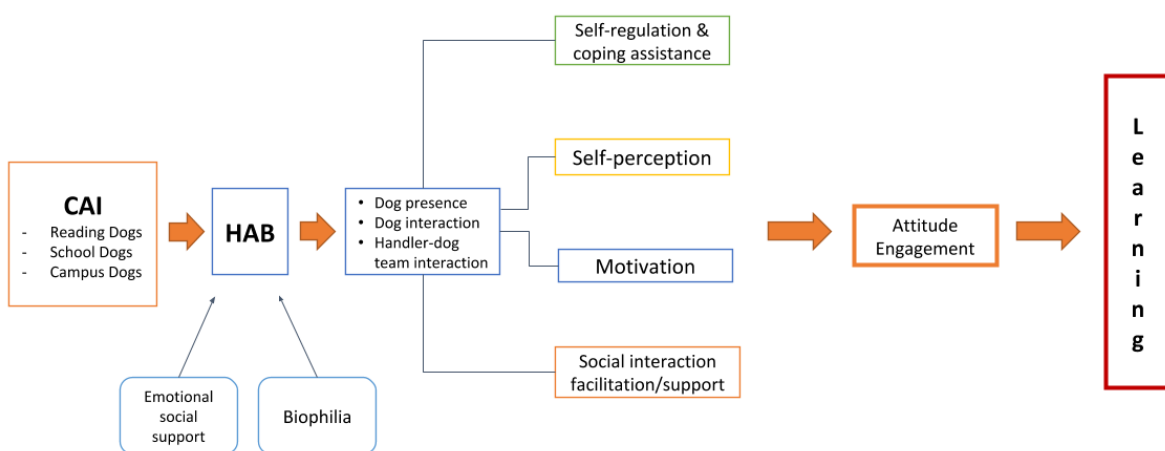 CAI
- Reading Dogs
- School Dogs
- Campus Dogs
HAB
Emotional
social
support
Biophilia
• Dog presence
• Dog interaction
• Handler-dog
team interaction
Self-regulation &
coping assistance
Self-perception
Motivation
Social interaction
facilitation/support
Attitude
Engagement
L
e
a
r
n
i
n
g